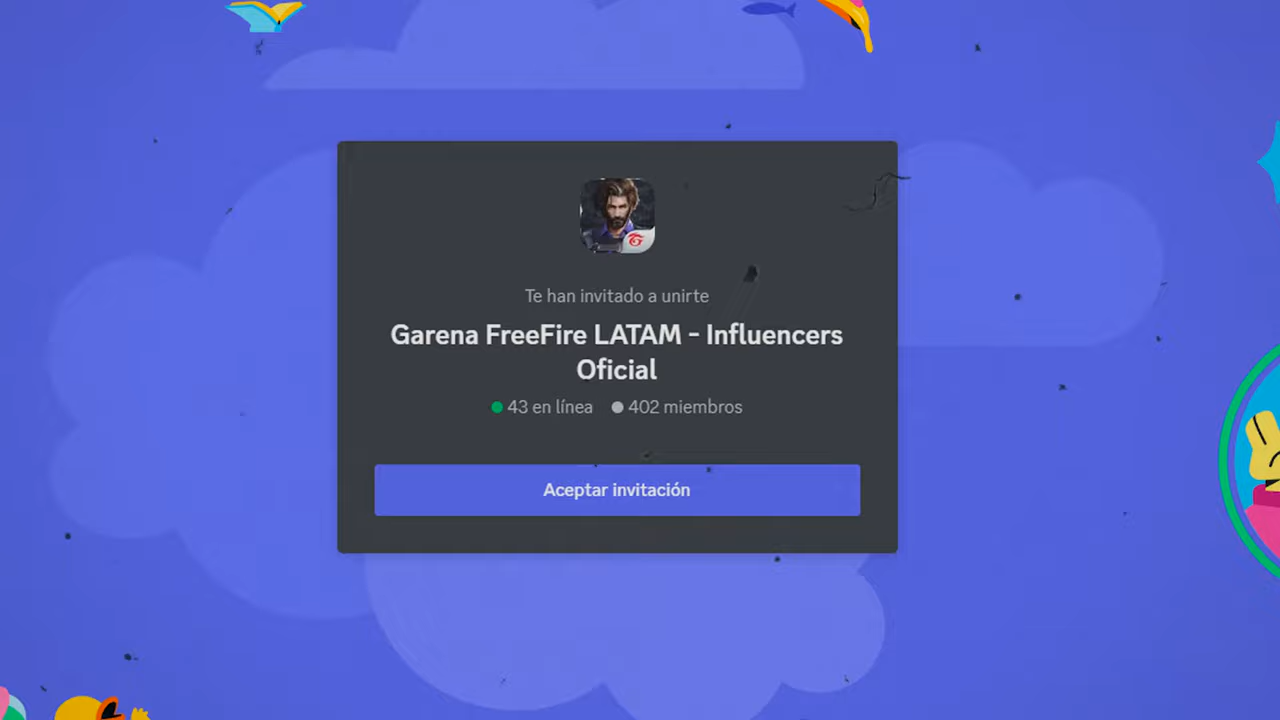 Te han invitado a unirte
Garena FreeFire LATAM - Influencers
Oficial
43 en línea 402 miembros
Aceptar invitación